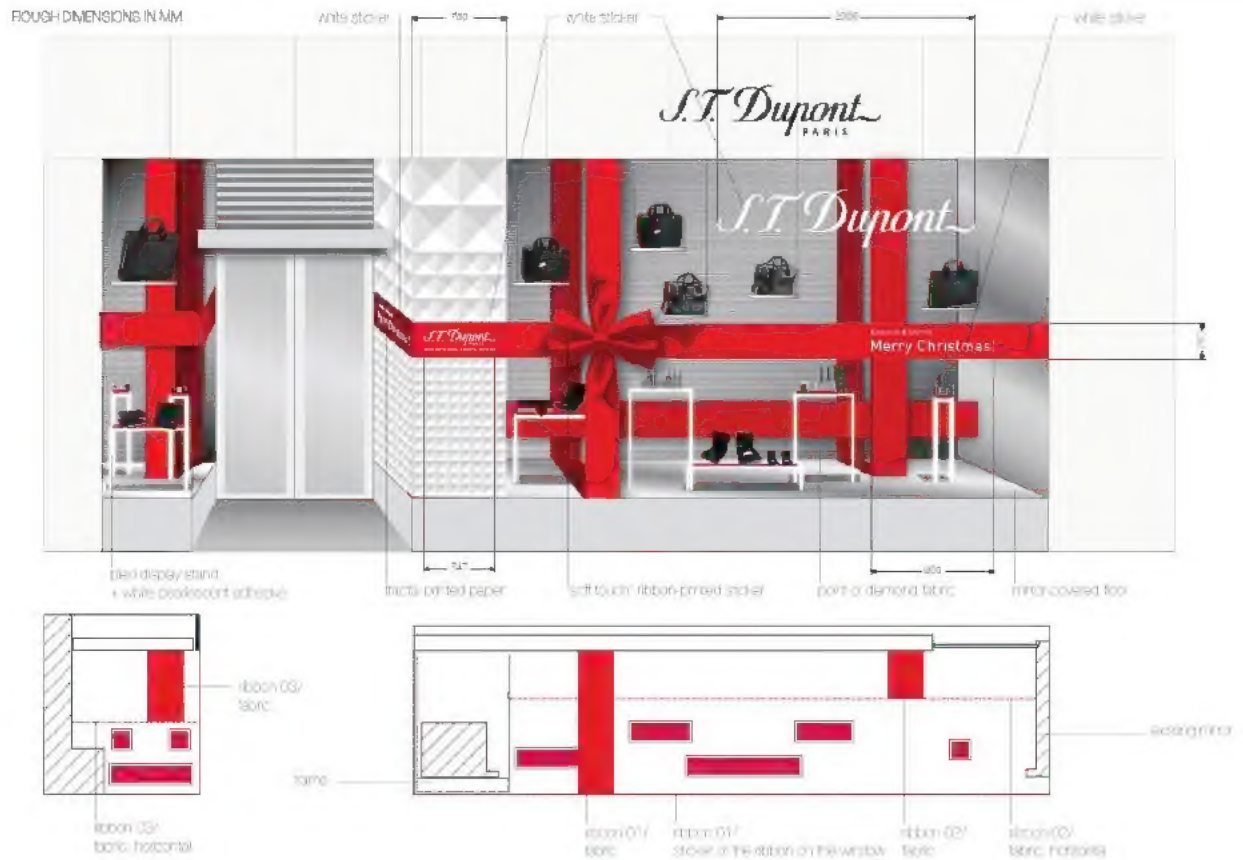 ROUGH DIMENSIONS IN MM
white sticker
white sticker
white sticker
S.T. Dupont
PARIS
S.T. Dupont
S.T. Dupont
PARIS
Merry Christmas!
display stand
+ white pearlescent adhesive
printed paper
"soft touch" ribbon-printed sticker
point of diamond fabric
mirror-covered floor
ribbon 03/
fabric
existing mirror
frame
ribbon 03/
fabric, horizontal
ribbon 01/
fabric
ribbon 01/
sticker of the ribbon on the window
ribbon 02/
fabric
ribbon 02/
fabric, horizontal